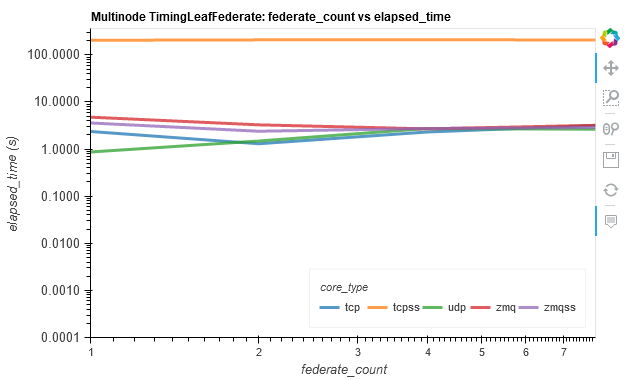 Multinode TimingLeafFederate: federate_count vs elapsed_time
100.0000
10.0000
1.0000
0.1000
0.0100
0.0010
0.0001
elapsed_time (s)
core_type
tcp tcpss udp zmq zmqss
1 2 3 4 5 6 7
federate_count